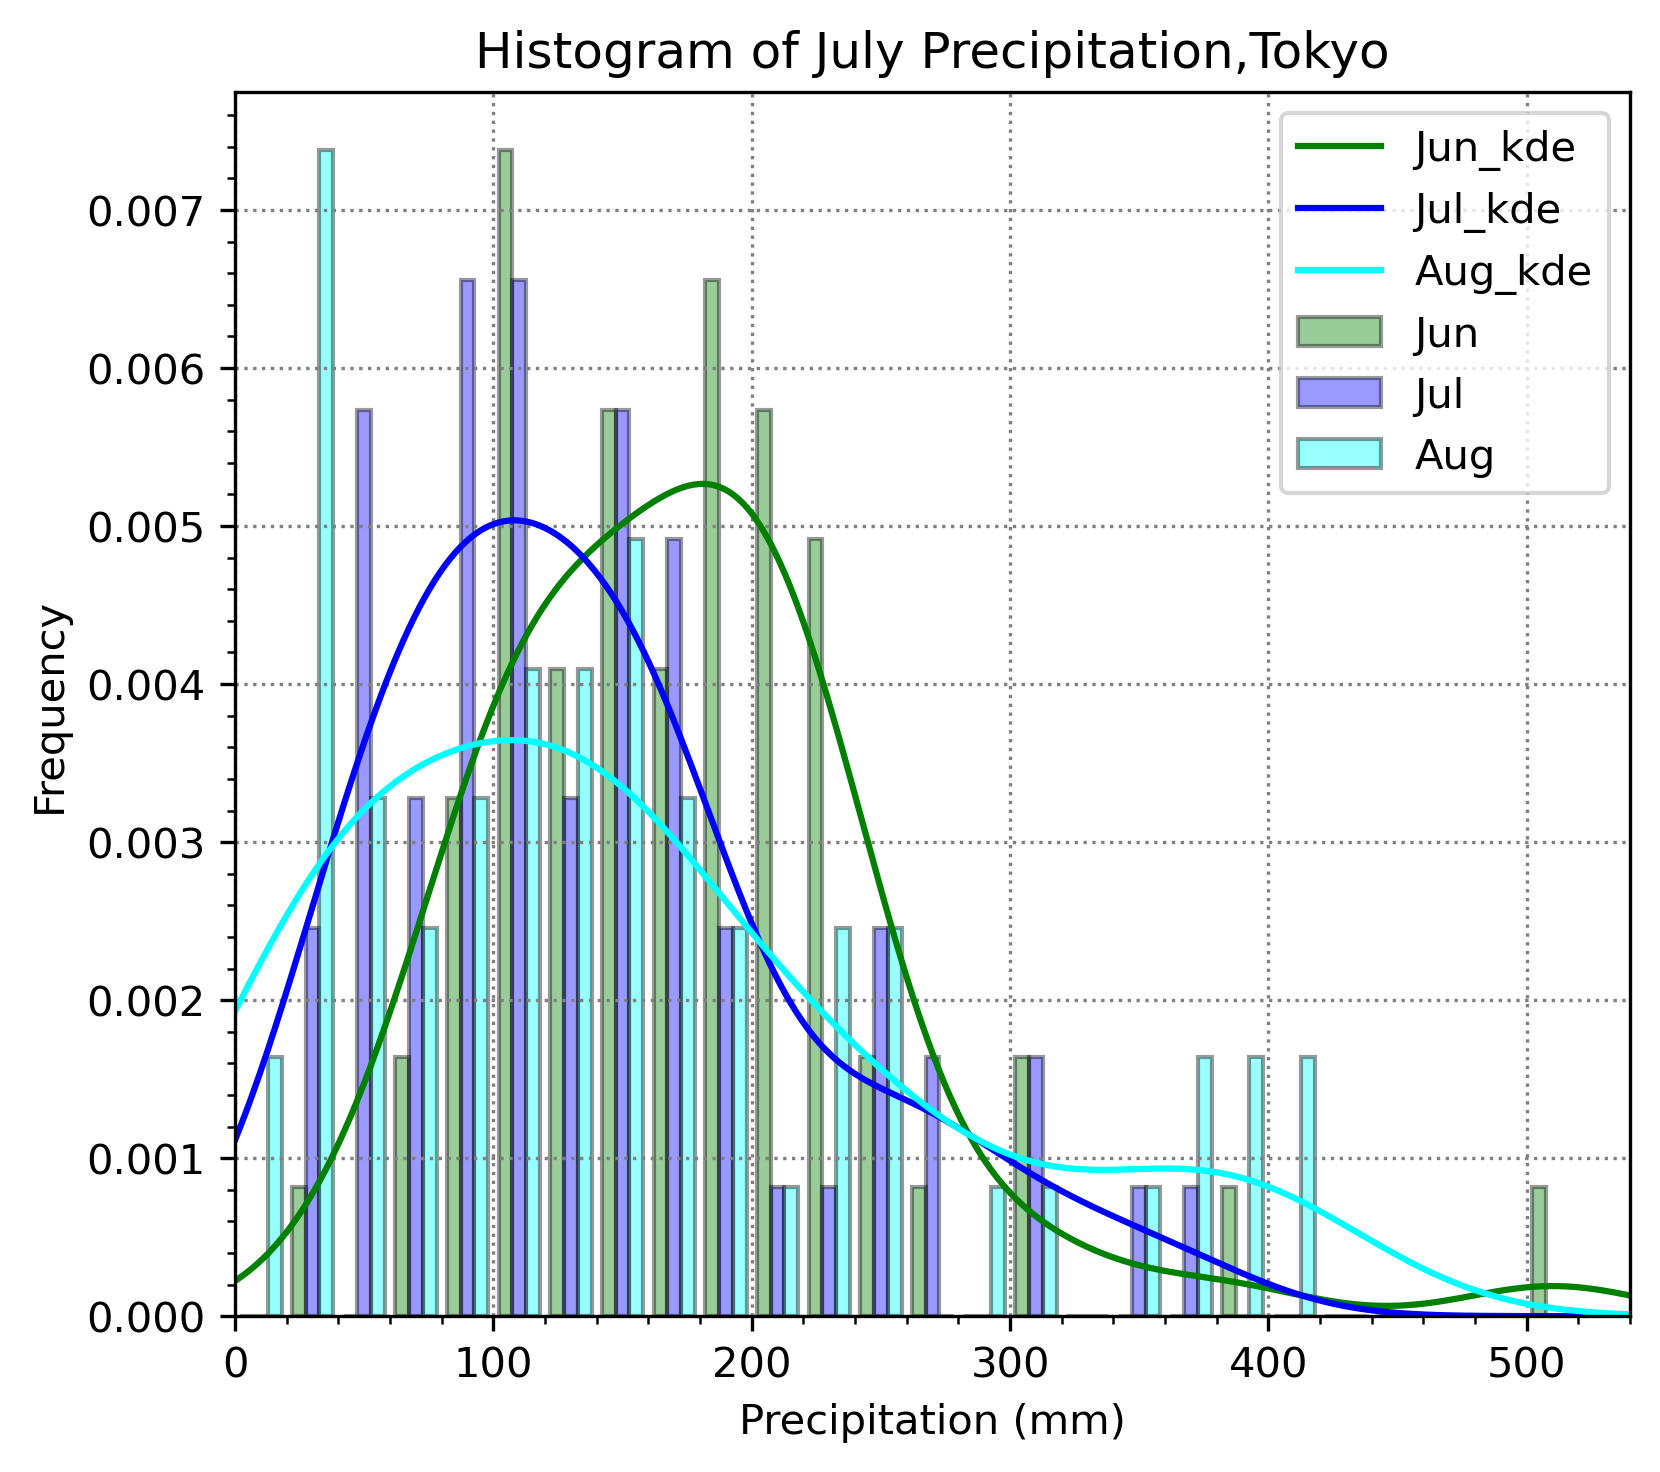 Histogram of July Precipitation,Tokyo
Jun_kde
Jul_kde
Aug_kde
Jun
Jul
Aug
Frequency
0.007
0.006
0.005
0.004
0.003
0.002
0.001
0.000
0 100 200 300 400 500
Precipitation (mm)